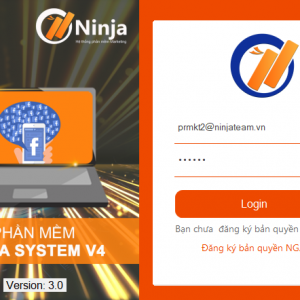 Ninja
Hệ thống phần mềm Marketing
PHẦN MỀM
SYSTEM V4
Version: 3.0
prmkt2@ninjateam.vn
••••••
Login
Bạn chưa đăng ký bản quyền
Đăng ký bản quyền